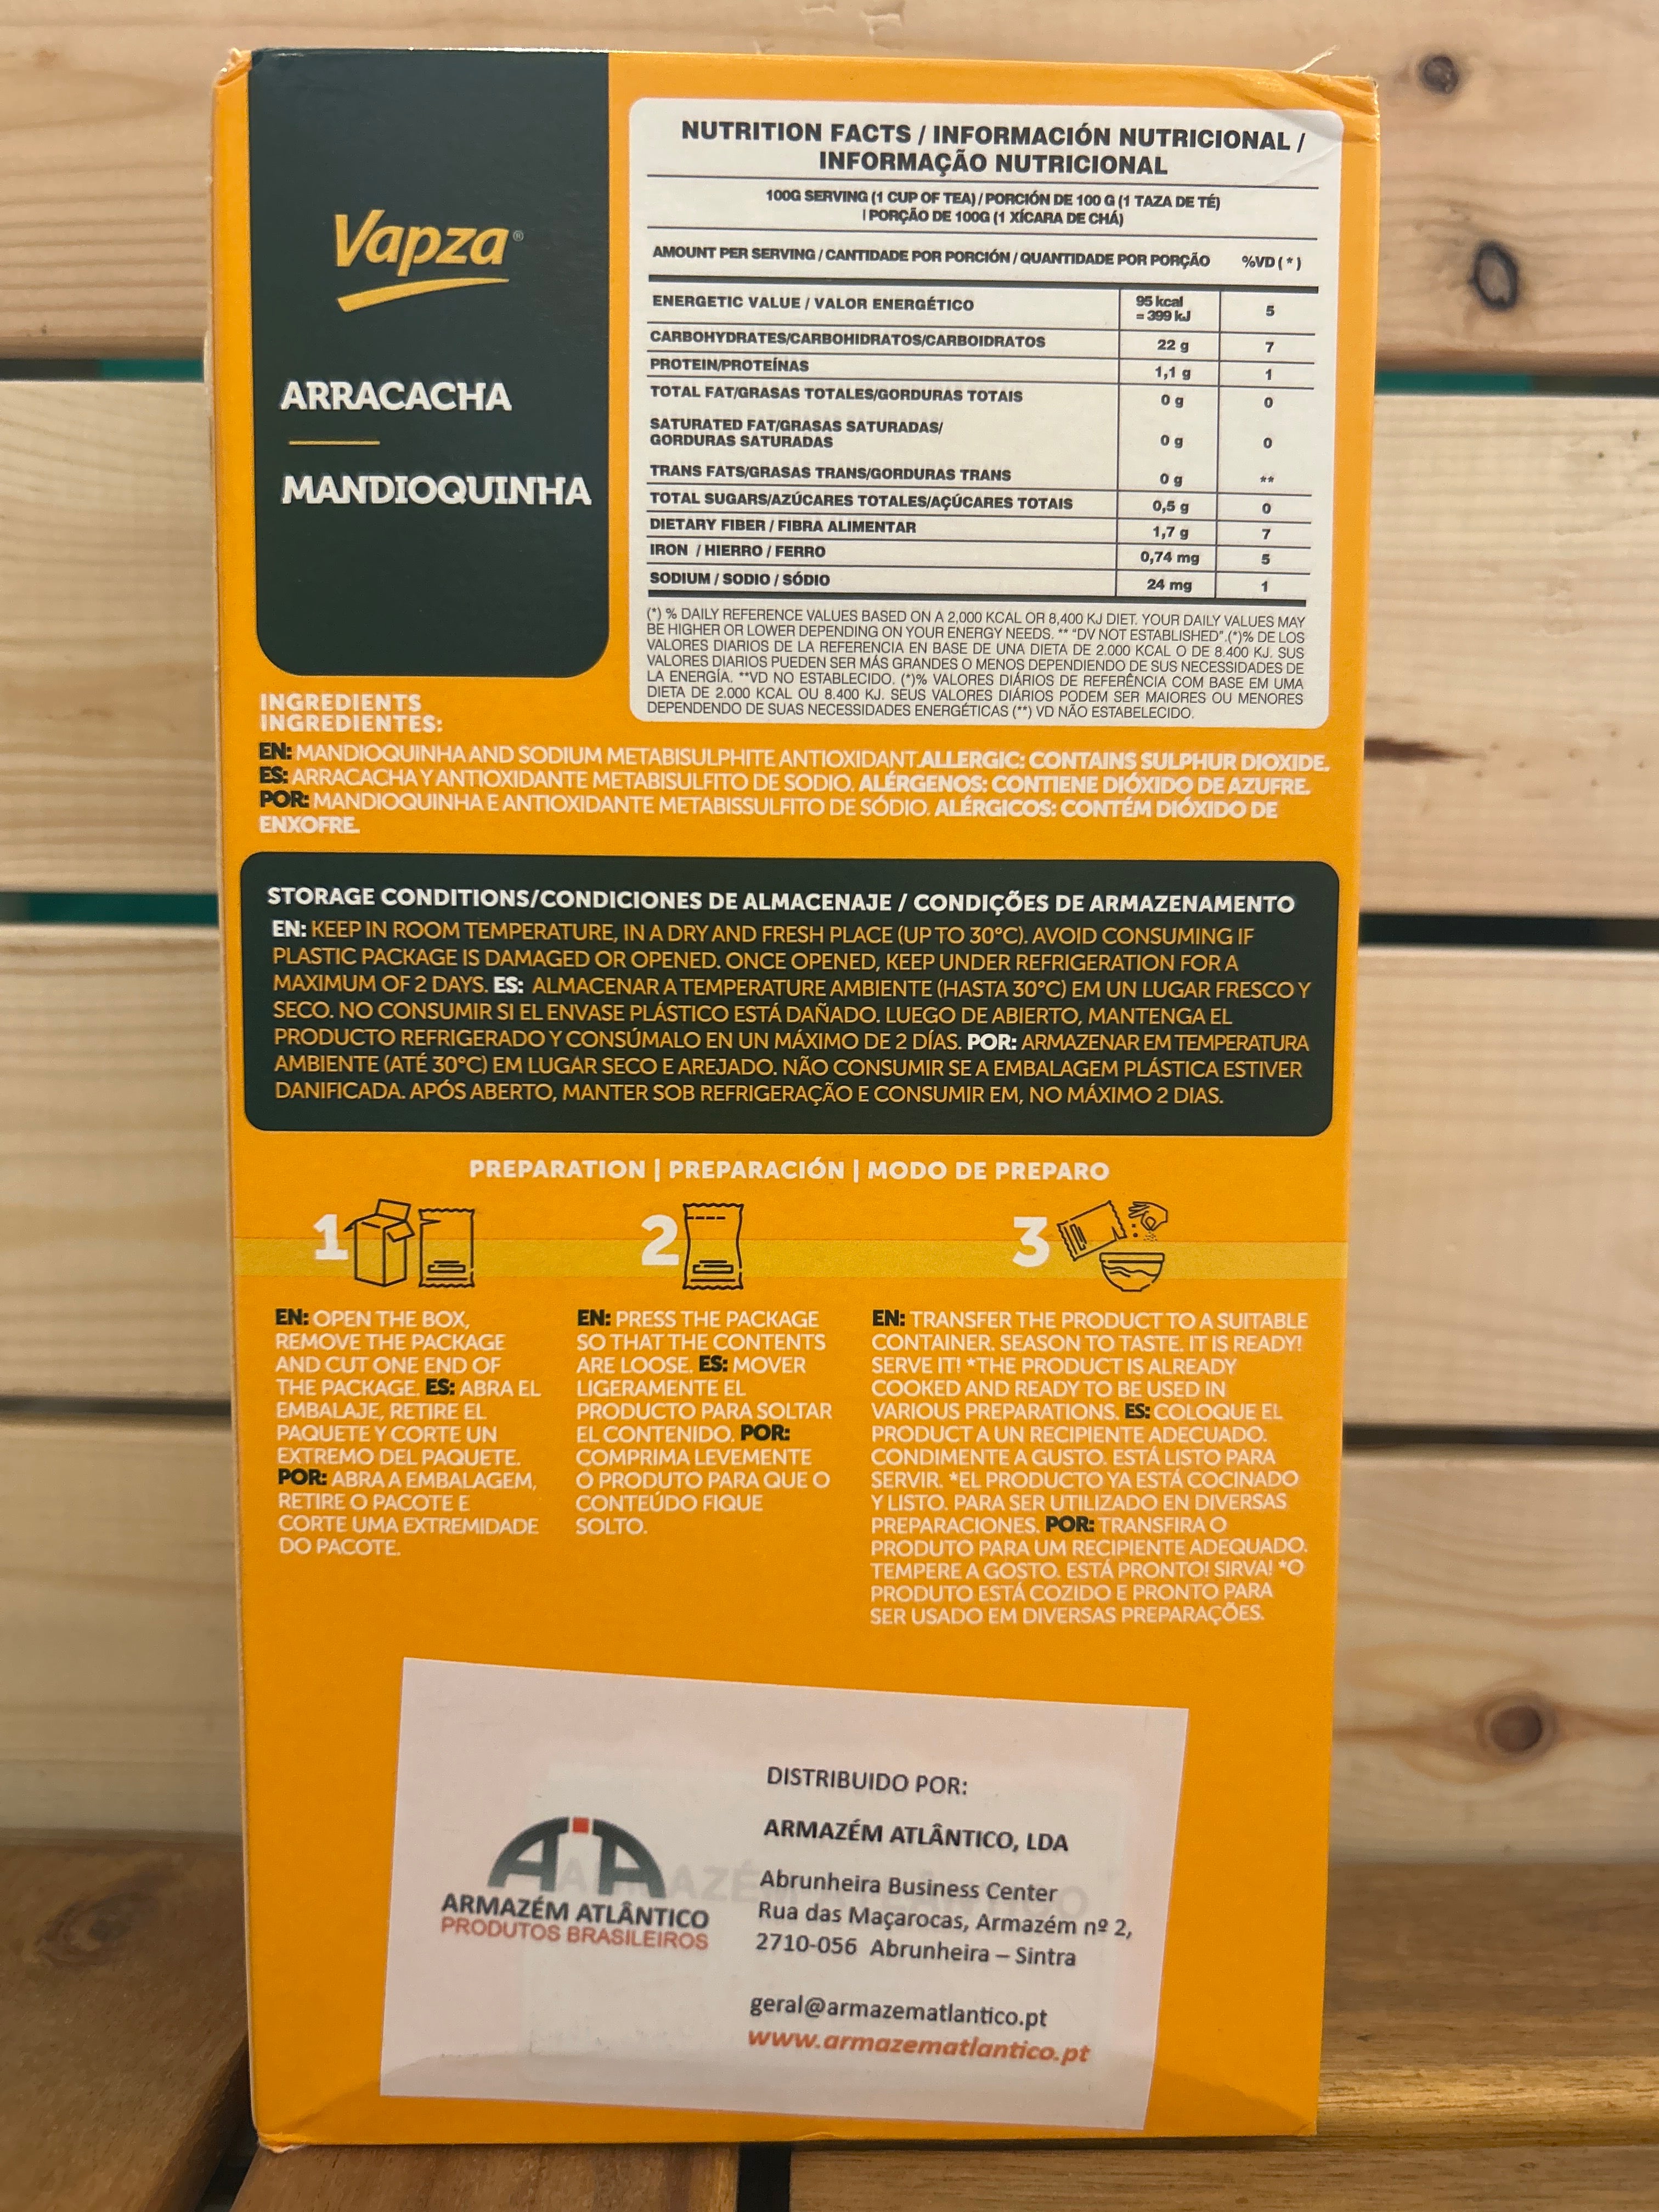 Vapza®
ARRACACHA
MANDIOQUINHA
NUTRITION FACTS / INFORMACIÓN NUTRICIONAL /
INFORMAÇÃO NUTRICIONAL
100G SERVING (1 CUP OF TEA) / PORCIÓN DE 100 G (1 TAZA DE TÉ)
| PORÇÃO DE 100G (1 XÍCARA DE CHÁ)
AMOUNT PER SERVING / CANTIDADE POR PORCIÓN / QUANTIDADE POR PORÇÃO %VD (*)
ENERGETIC VALUE / VALOR ENERGÉTICO 95 kcal
= 399 kJ 5
CARBOHYDRATES/CARBOHIDRATOS/CARBOIDRATOS 22 g 7
PROTEIN/PROTEÍNAS 1,1 g 1
TOTAL FAT/GRASAS TOTALES/GORDURAS TOTAIS 0 g 0
SATURATED FAT/GRASAS SATURADAS/
GORDURAS SATURADAS 0 g 0
TRANS FATS/GRASAS TRANS/GORDURAS TRANS 0 g **
TOTAL SUGARS/AZÚCARES TOTALES/AÇÚCARES TOTAIS 0,5 g 0
DIETARY FIBER / FIBRA ALIMENTAR 1,7 g 7
IRON / HIERRO / FERRO 0,74 mg 5
SODIUM / SODIO / SÓDIO 24 mg 1
(*) % DAILY REFERENCE VALUES BASED ON A 2,000 KCAL OR 8,400 KJ DIET. YOUR DAILY VALUES MAY
BE HIGHER OR LOWER DEPENDING ON YOUR ENERGY NEEDS. ** "DV NOT ESTABLISHED".(*)% DE LOS
VALORES DIARIOS DE LA REFERENCIA EN BASE DE UNA DIETA DE 2.000 KCAL O DE 8.400 KJ. SUS
VALORES DIARIOS PUEDEN SER MÁS GRANDES O MENOS DEPENDIENDO DE SUS NECESSIDADES DE
LA ENERGÍA. **VD NO ESTABLECIDO. (*)% VALORES DIÁRIOS DE REFERÊNCIA COM BASE EM UMA
DIETA DE 2.000 KCAL OU 8.400 KJ. SEUS VALORES DIÁRIOS PODEM SER MAIORES OU MENORES
DEPENDENDO DE SUAS NECESSIDADES ENERGÉTICAS (**) VD NÃO ESTABELECIDO.
INGREDIENTS
INGREDIENTES:
EN: MANDIOQUINHA AND SODIUM METABISULPHITE ANTIOXIDANT.ALLERGIC: CONTAINS SULPHUR DIOXIDE.
ES: ARRACACHA Y ANTIOXIDANTE METABISULFITO DE SODIO. ALÉRGENOS: CONTIENE DIÓXIDO DE AZUFRE.
POR: MANDIOQUINHA E ANTIOXIDANTE METABISSULFITO DE SÓDIO. ALÉRGICOS: CONTÉM DIÓXIDO DE
ENXOFRE.
STORAGE CONDITIONS/CONDICIONES DE ALMACENAJE / CONDIÇÕES DE ARMAZENAMENTO
EN: KEEP IN ROOM TEMPERATURE, IN A DRY AND FRESH PLACE (UP TO 30°C). AVOID CONSUMING IF
PLASTIC PACKAGE IS DAMAGED OR OPENED. ONCE OPENED, KEEP UNDER REFRIGERATION FOR A
MAXIMUM OF 2 DAYS. ES: ALMACENAR A TEMPERATURE AMBIENTE (HASTA 30°C) EM UN LUGAR FRESCO Y
SECO. NO CONSUMIR SI EL ENVASE PLÁSTICO ESTÁ DAÑADO. LUEGO DE ABIERTO, MANTENGA EL
PRODUCTO REFRIGERADO Y CONSÚMALO EN UN MÁXIMO DE 2 DÍAS. POR: ARMAZENAR EM TEMPERATURA
AMBIENTE (ATÉ 30°C) EM LUGAR SECO E AREJADO. NÃO CONSUMIR SE A EMBALAGEM PLÁSTICA ESTIVER
DANIFICADA. APÓS ABERTO, MANTER SOB REFRIGERAÇÃO E CONSUMIR EM, NO MÁXIMO 2 DIAS.
PREPARATION | PREPARACIÓN | MODO DE PREPARO
1
EN: OPEN THE BOX,
REMOVE THE PACKAGE
AND CUT ONE END OF
THE PACKAGE. ES: ABRA EL
EMBALAJE, RETIRE EL
PAQUETE Y CORTE UN
EXTREMO DEL PAQUETE.
POR: ABRA A EMBALAGEM,
RETIRE O PACOTE E
CORTE UMA EXTREMIDADE
DO PACOTE.
2
EN: PRESS THE PACKAGE
SO THAT THE CONTENTS
ARE LOOSE. ES: MOVER
LIGERAMENTE EL
PRODUCTO PARA SOLTAR
EL CONTENIDO. POR:
COMPRIMA LEVEMENTE
O PRODUTO PARA QUE O
CONTEÚDO FIQUE
SOLTO.
3
EN: TRANSFER THE PRODUCT TO A SUITABLE
CONTAINER. SEASON TO TASTE. IT IS READY!
SERVE IT! *THE PRODUCT IS ALREADY
COOKED AND READY TO BE USED IN
VARIOUS PREPARATIONS. ES: COLOQUE EL
PRODUCT A UN RECIPIENTE ADECUADO.
CONDIMENTE A GUSTO. ESTÁ LISTO PARA
SERVIR. *EL PRODUCTO YA ESTÁ COCINADO
Y LISTO. PARA SER UTILIZADO EN DIVERSAS
PREPARACIONES. POR: TRANSFIRA O
PRODUTO PARA UM RECIPIENTE ADEQUADO.
TEMPERE A GOSTO. ESTÁ PRONTO! SIRVA! *O
PRODUTO ESTÁ COZIDO E PRONTO PARA
SER USADO EM DIVERSAS PREPARAÇÕES.
ARMAZÉM ATLÂNTICO
PRODUTOS BRASILEIROS
DISTRIBUIDO POR:
ARMAZÉM ATLÂNTICO, LDA
Abrunheira Business Center
Rua das Maçarocas, Armazém nº 2,
2710-056 Abrunheira – Sintra
geral@armazematlantico.pt
www.armazematlantico.pt